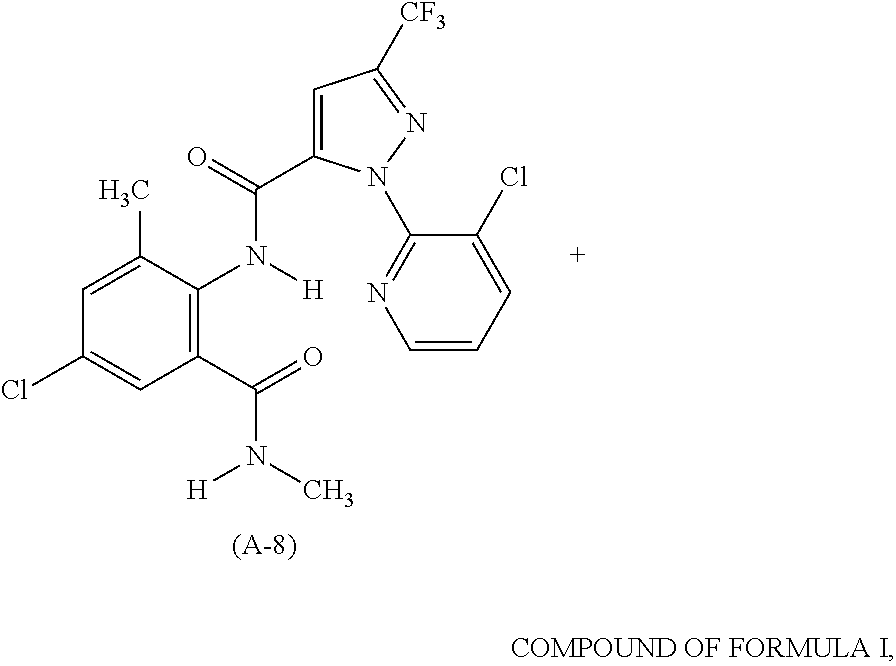 CF3
N
N
O
Cl
H3C
N
H
N
+
Cl
O
N
H
CH3
(A-8)
COMPOUND OF FORMULA I,